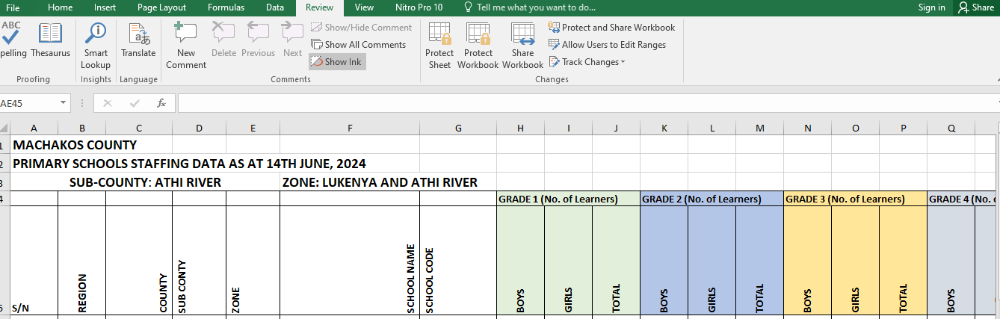 File Home Insert Page Layout Formulas Data Review View Nitro Pro 10 Tell me what you want to do... Sign in Share
ABC
pelling Thesaurus Smart Lookup Translate New Comment Delete Previous Next
Show/Hide Comment
Show All Comments
Show Ink
Protect Sheet Protect Workbook Share Workbook
Protect and Share Workbook
Allow Users to Edit Ranges
Track Changes
Proofing Insights Language Comments Changes
AE45 fx
A B C D E F G H I J K L M N O P Q
1 MACHAKOS COUNTY
2 PRIMARY SCHOOLS STAFFING DATA AS AT 14TH JUNE, 2024
3 SUB-COUNTY: ATHI RIVER ZONE: LUKENYA AND ATHI RIVER
4 GRADE 1 (No. of Learners) GRADE 2 (No. of Learners) GRADE 3 (No. of Learners) GRADE 4 (No.
5 S/N REGION COUNTY SUB CONTY ZONE SCHOOL NAME SCHOOL CODE BOYS GIRLS TOTAL BOYS GIRLS TOTAL BOYS GIRLS TOTAL BOYS